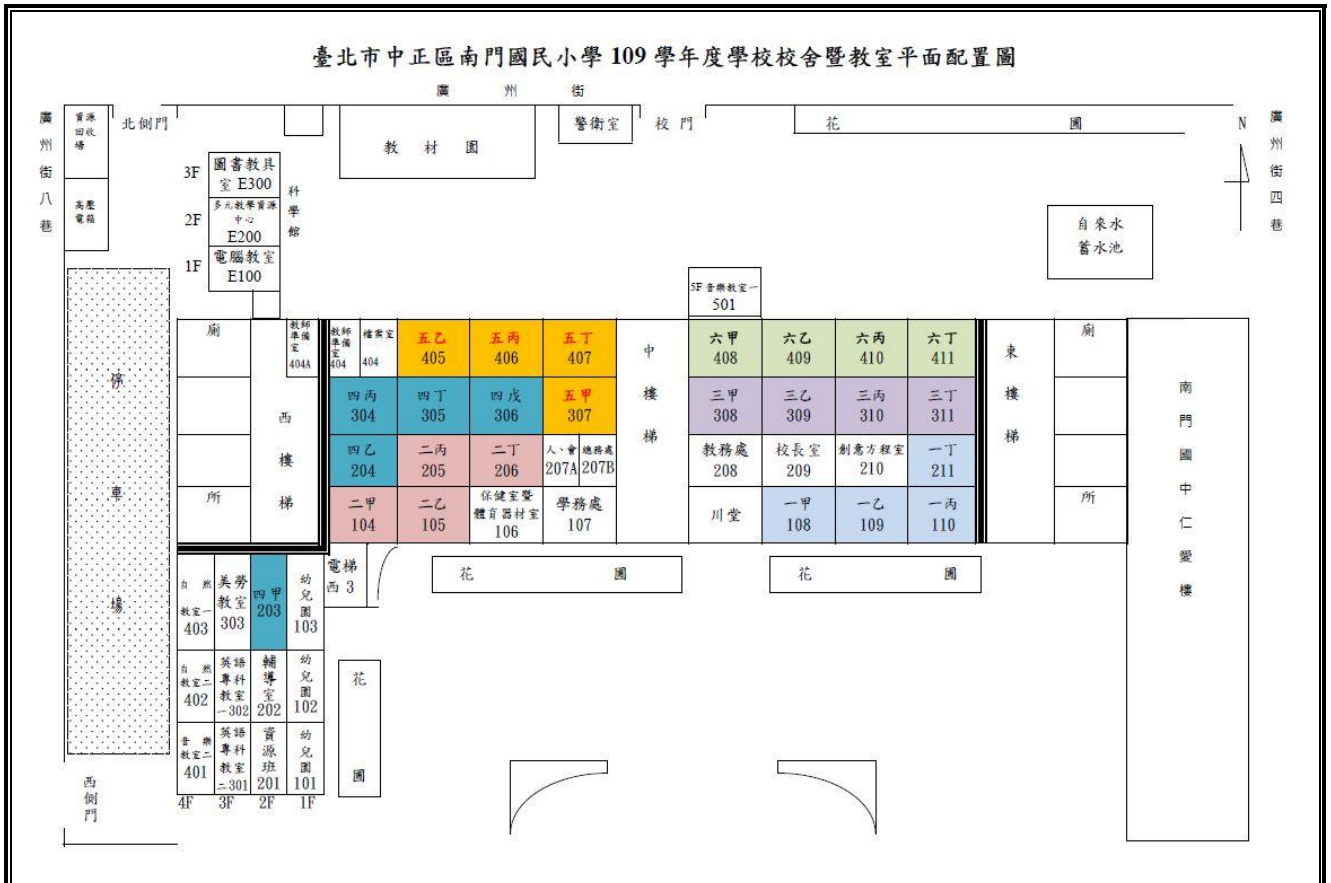 臺北市中正區南門國民小學 109 學年度學校校舍暨教室平面配置圖
廣州街
廣州街八巷
資源回收場
北側門
教材園
警衛室
校門
花園
N
廣州街四巷
高壓電箱
3F
圖書教具
室 E300
2F
多元教學資源
中心
E200
1F
電腦教室
E100
科學館
自來水
蓄水池
5F 音樂教室一
501
停車場
廁所
西樓梯
教師準備室
404A
教師準備室
404
檔案室
404
五乙
405
五丙
406
五丁
407
中樓梯
六甲
408
六乙
409
六丙
410
六丁
411
東樓梯
廁所
南門國中仁愛樓
四丙
304
四丁
305
四戊
306
五甲
307
三甲
308
三乙
309
三丙
310
三丁
311
四乙
204
二丙
205
二丁
206
人、會
207A
總務處
207B
教務處
208
校長室
209
創意方程室
210
一丁
211
二甲
104
二乙
105
保健室暨
體育器材室
106
學務處
107
川堂
一甲
108
一乙
109
一丙
110
自然
教室一
403
美勞
教室
303
四甲
203
幼兒園
103
電梯
西 3
花園
花園
自然
教室二
402
英語
專科
教室
一302
輔導室
202
幼兒園
102
花園
音樂
教室二
401
英語
專科
教室
二301
資源班
201
幼兒園
101
4F
3F
2F
1F
西側門